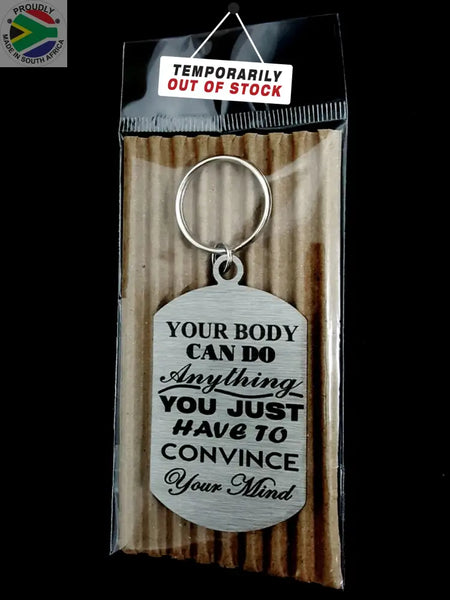 PROUDLY
MADE IN SOUTH AFRICA
TEMPORARILY
OUT OF STOCK
YOUR BODY
CAN DO
Anything
YOU JUST
HAVE TO
CONVINCE
Your Mind